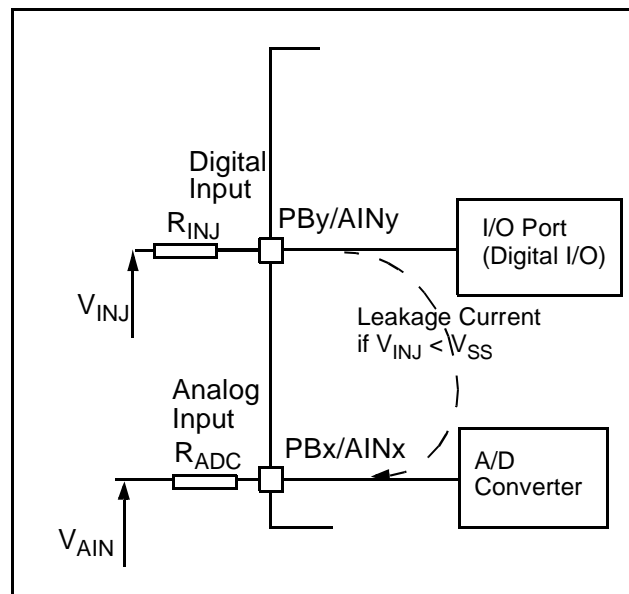 Digital
Input
PBy/AINy
I/O Port
(Digital I/O)
RINJ
VINJ
Leakage Current
if VINJ < VSS
Analog
Input
PBx/AINx
A/D
Converter
RADC
VAIN